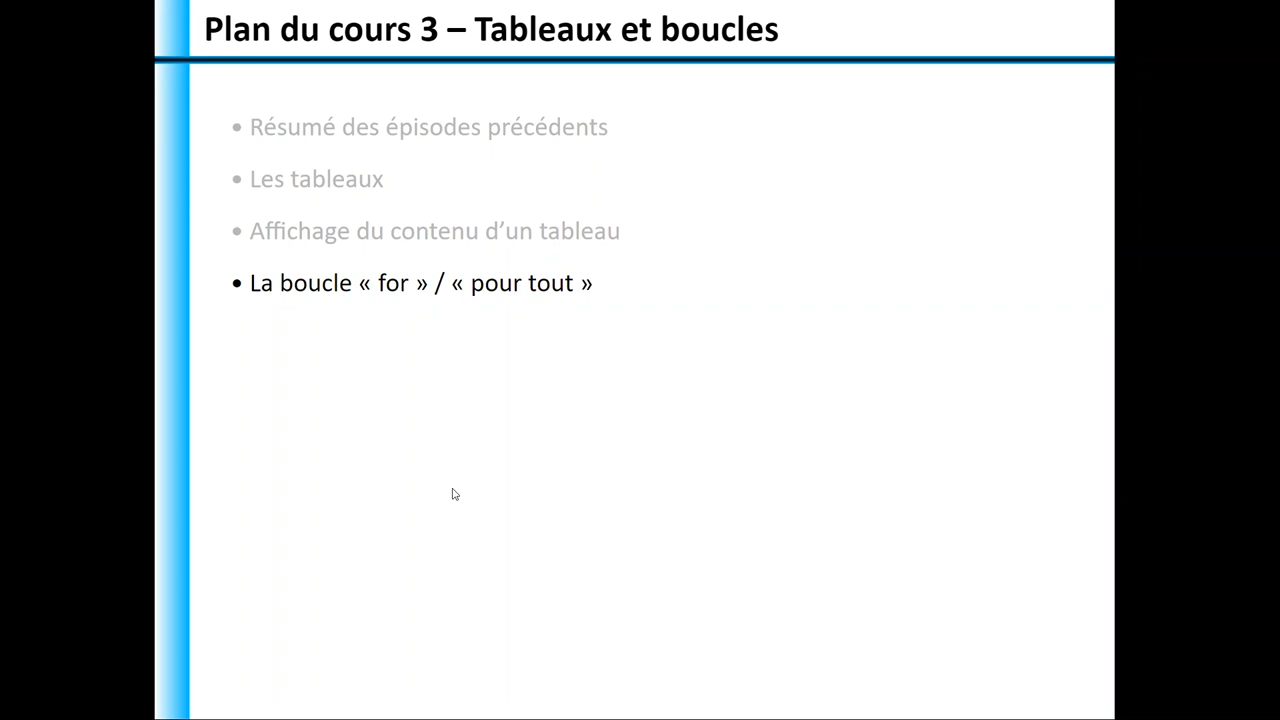 Plan du cours 3 – Tableaux et boucles
• Résumé des épisodes précédents
• Les tableaux
• Affichage du contenu d’un tableau
• La boucle « for » / « pour tout »